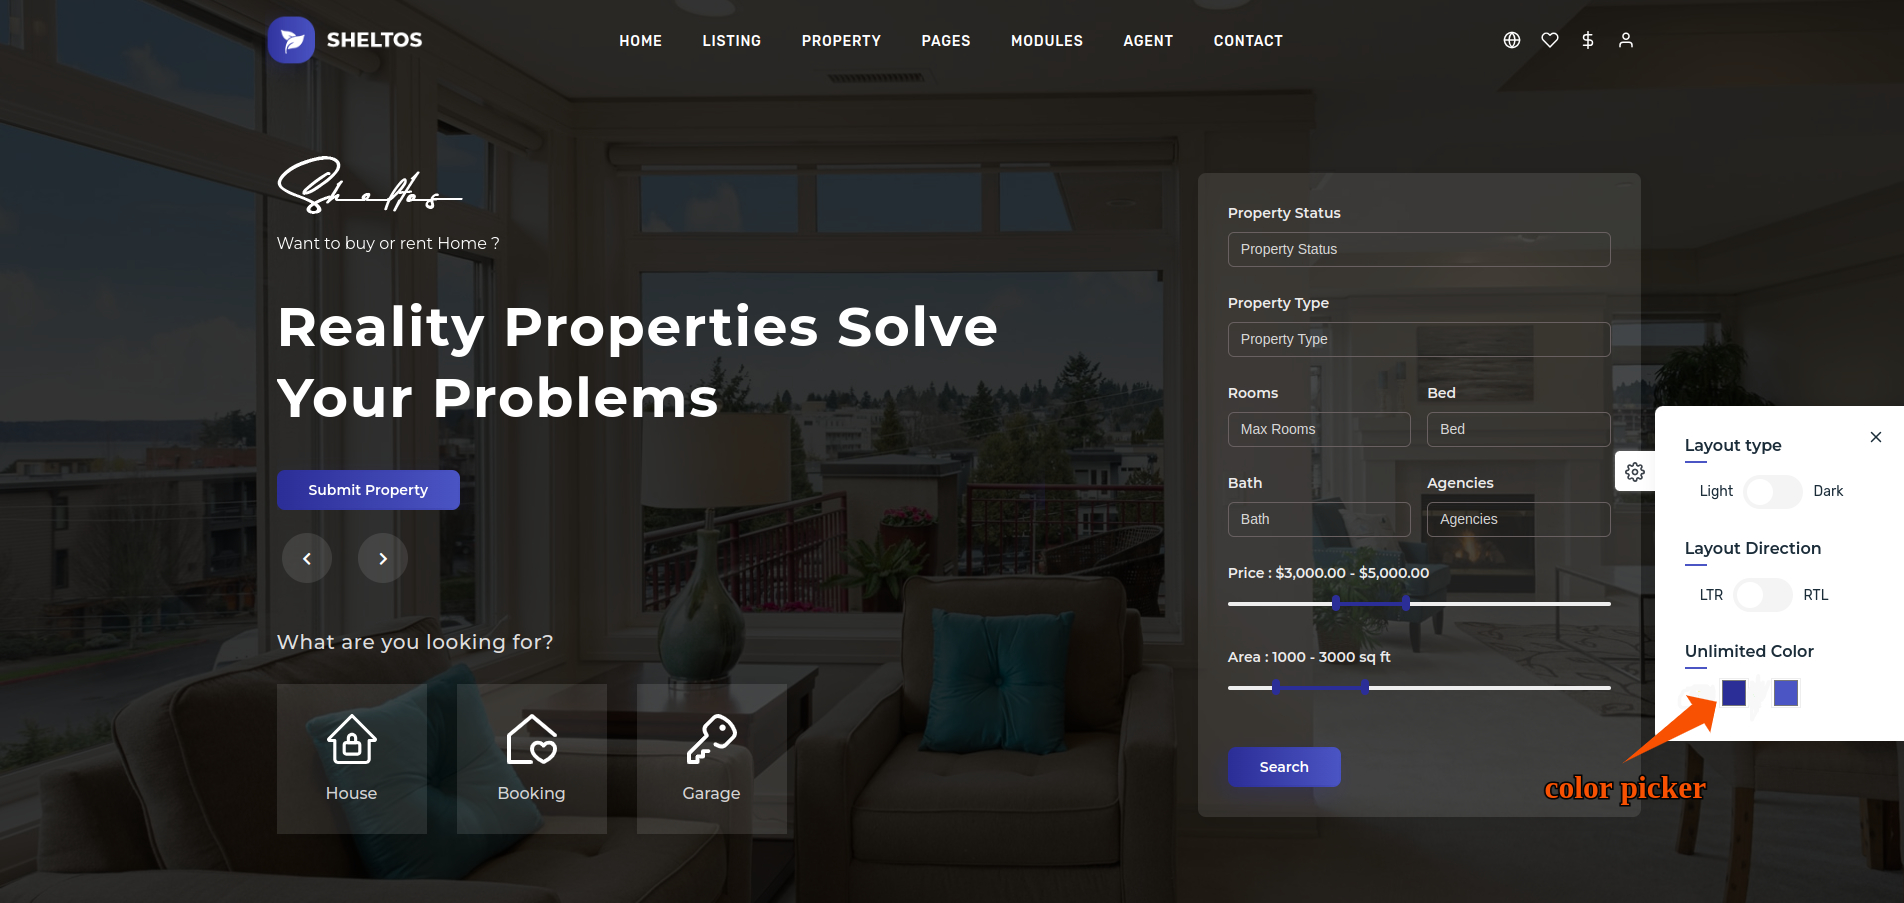 SHELTOS
HOME LISTING PROPERTY PAGES MODULES AGENT CONTACT
Sheltos
Want to buy or rent Home ?
Reality Properties Solve
Your Problems
Submit Property
What are you looking for?
House
Booking
Garage
Property Status
Property Status
Property Type
Property Type
Rooms
Bed
Max Rooms
Bed
Bath
Agencies
Bath
Agencies
Price : $3,000.00 - $5,000.00
Area : 1000 - 3000 sq ft
Search
Layout type
Light
Dark
Layout Direction
LTR
RTL
Unlimited Color
color picker